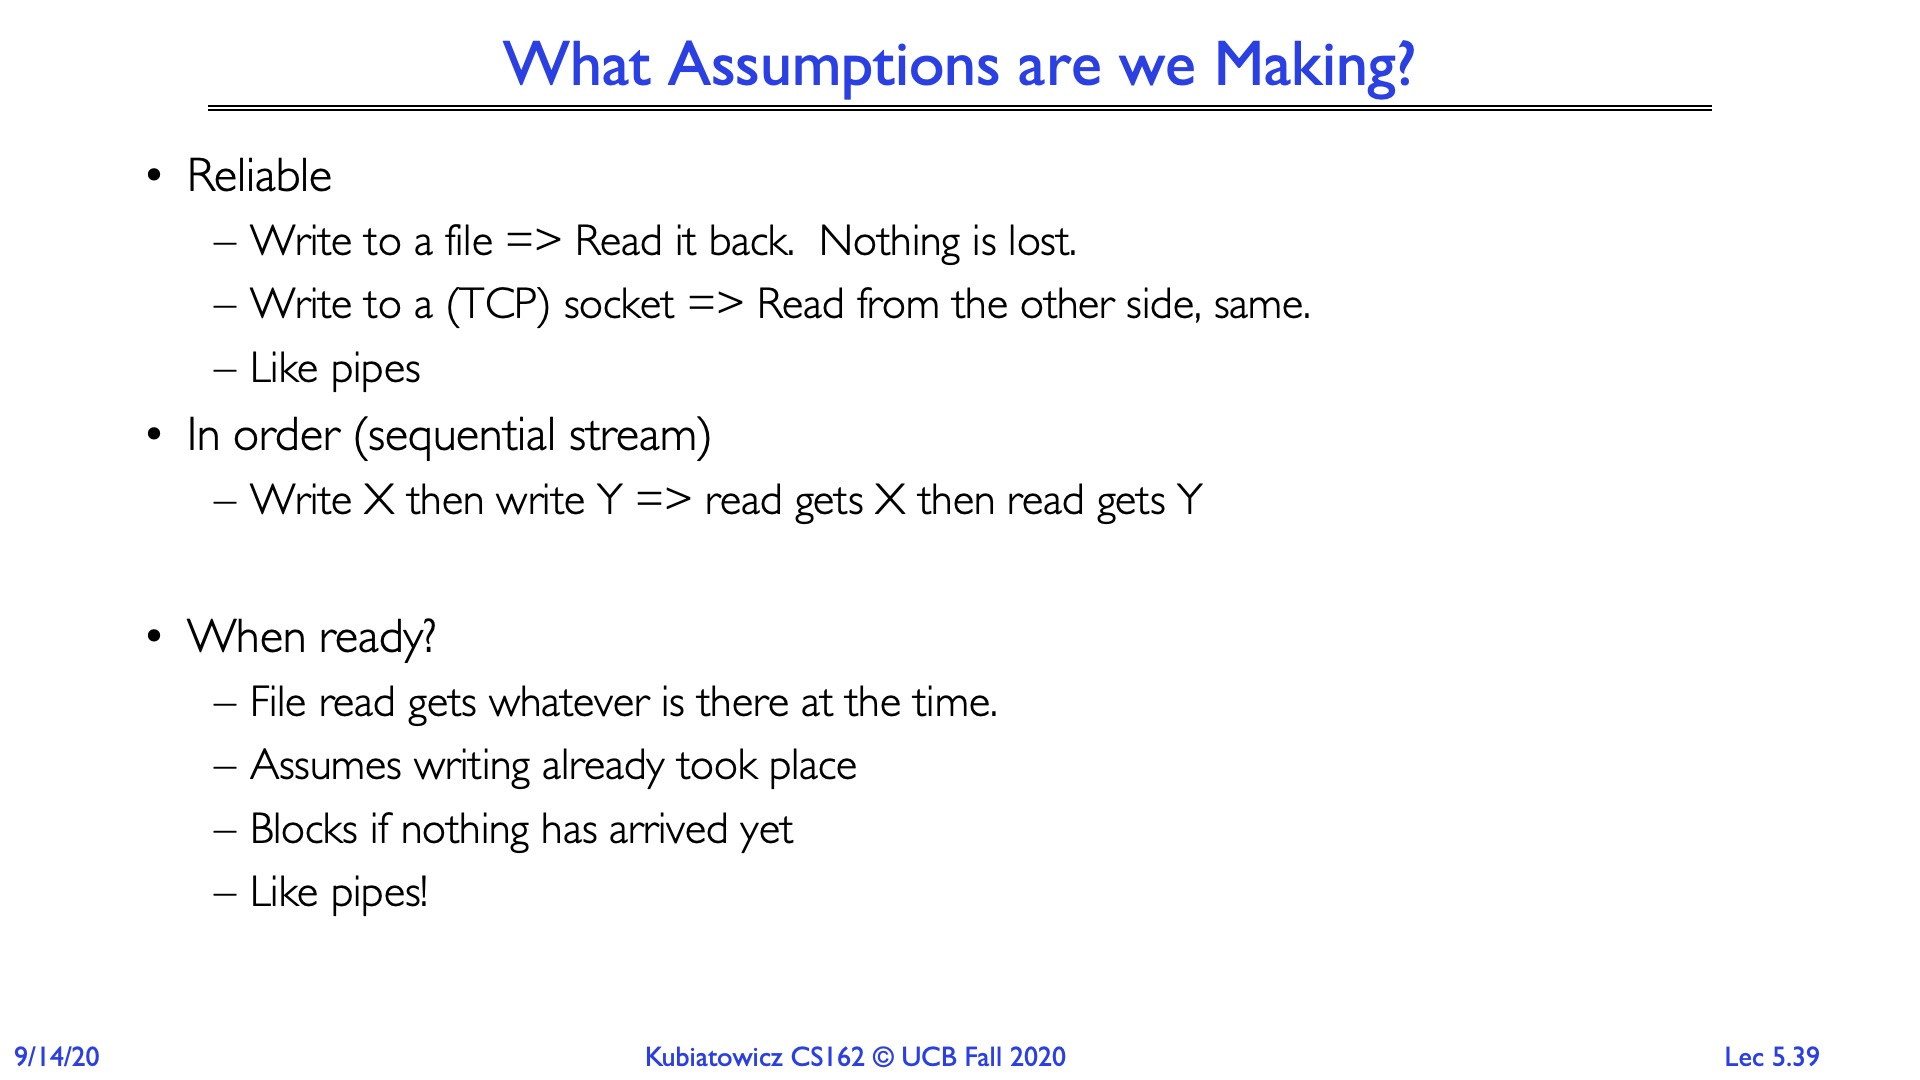 What Assumptions are we Making?
• Reliable
– Write to a file => Read it back.  Nothing is lost.
– Write to a (TCP) socket => Read from the other side, same.
– Like pipes
• In order (sequential stream)
– Write X then write Y => read gets X then read gets Y
• When ready?
– File read gets whatever is there at the time.
– Assumes writing already took place
– Blocks if nothing has arrived yet
– Like pipes!
9/14/20
Kubiatowicz CS162 © UCB Fall 2020
Lec 5.39